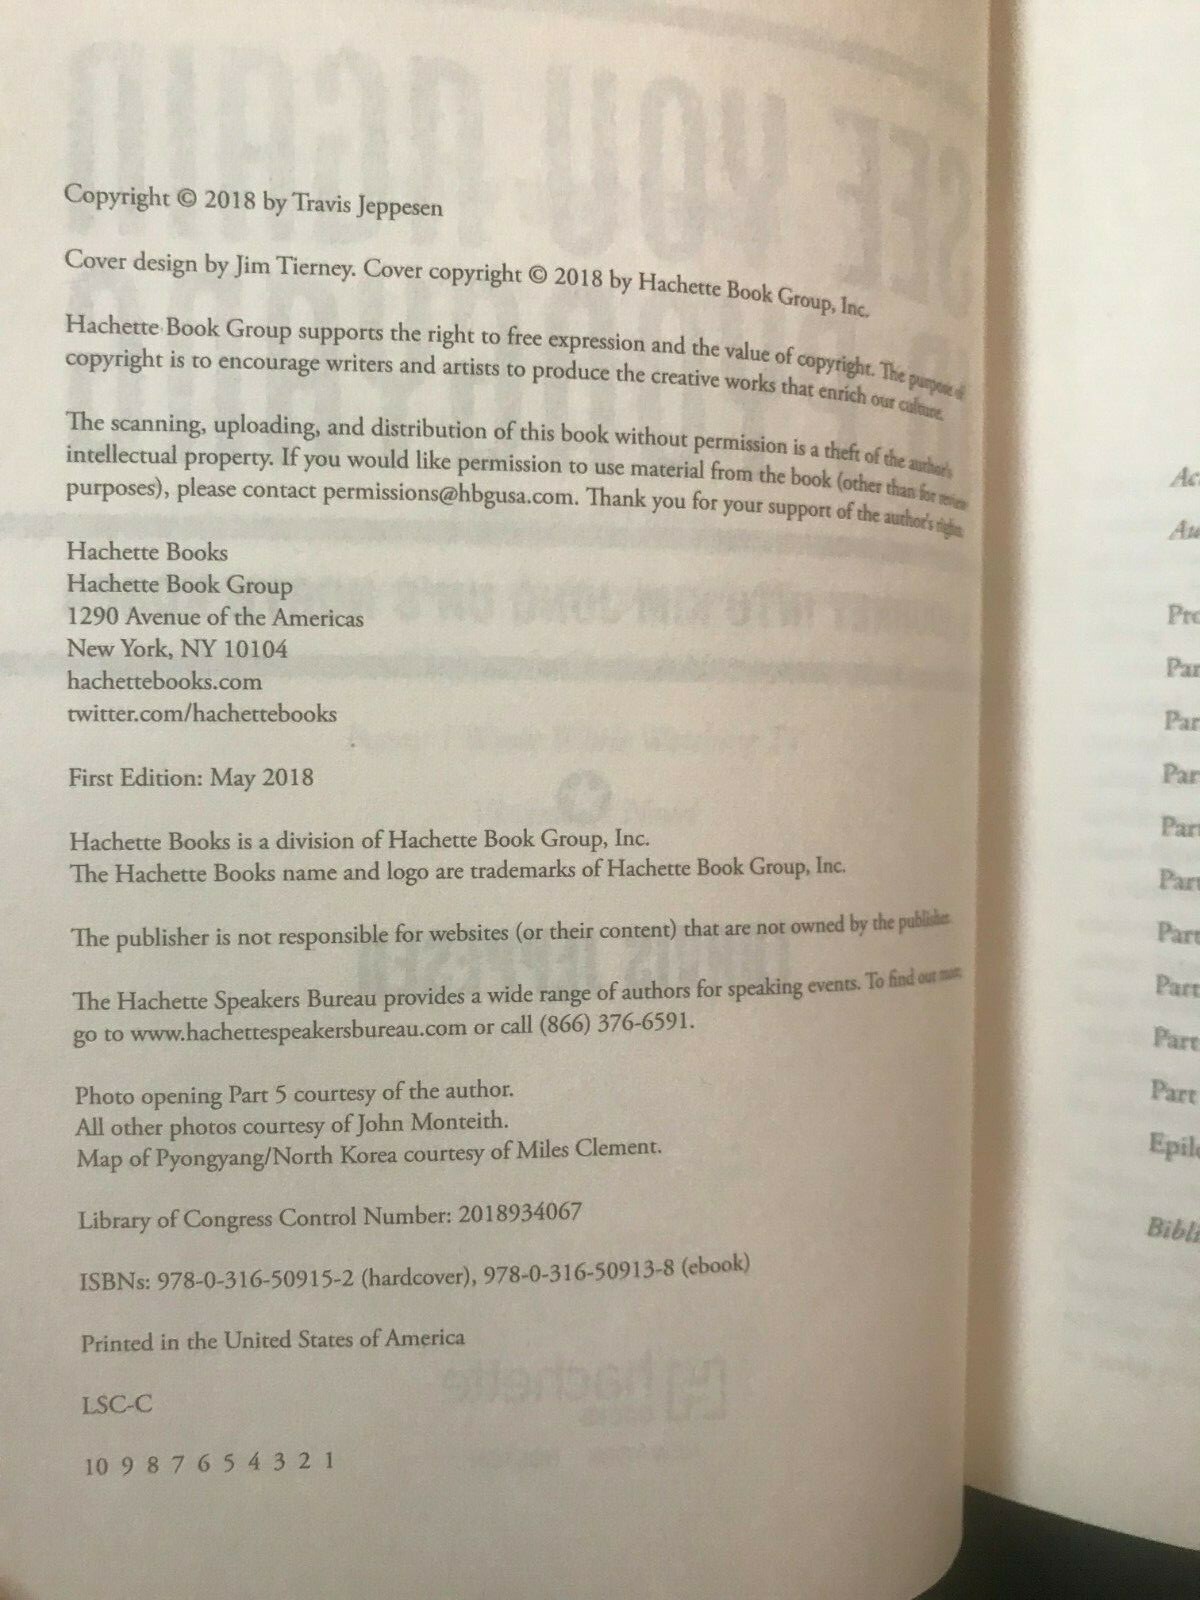 Copyright © 2018 by Travis Jeppesen
Cover design by Jim Tierney. Cover copyright © 2018 by Hachette Book Group, Inc.
Hachette Book Group supports the right to free expression and the value of copyright. The purpose of
copyright is to encourage writers and artists to produce the creative works that enrich our culture.
The scanning, uploading, and distribution of this book without permission is a theft of the author's
intellectual property. If you would like permission to use material from the book (other than for review
purposes), please contact permissions@hbgusa.com. Thank you for your support of the author's rights.
Hachette Books
Hachette Book Group
1290 Avenue of the Americas
New York, NY 10104
hachettebooks.com
twitter.com/hachettebooks
First Edition: May 2018
Hachette Books is a division of Hachette Book Group, Inc.
The Hachette Books name and logo are trademarks of Hachette Book Group, Inc.
The publisher is not responsible for websites (or their content) that are not owned by the publisher.
The Hachette Speakers Bureau provides a wide range of authors for speaking events. To find out more,
go to www.hachettespeakersbureau.com or call (866) 376-6591.
Photo opening Part 5 courtesy of the author.
All other photos courtesy of John Monteith.
Map of Pyongyang/North Korea courtesy of Miles Clement.
Library of Congress Control Number: 2018934067
ISBNs: 978-0-316-50915-2 (hardcover), 978-0-316-50913-8 (ebook)
Printed in the United States of America
LSC-C
10 9 8 7 6 5 4 3 2 1
Par
Par
Par
Part
Part
Part
Part
Part
Part